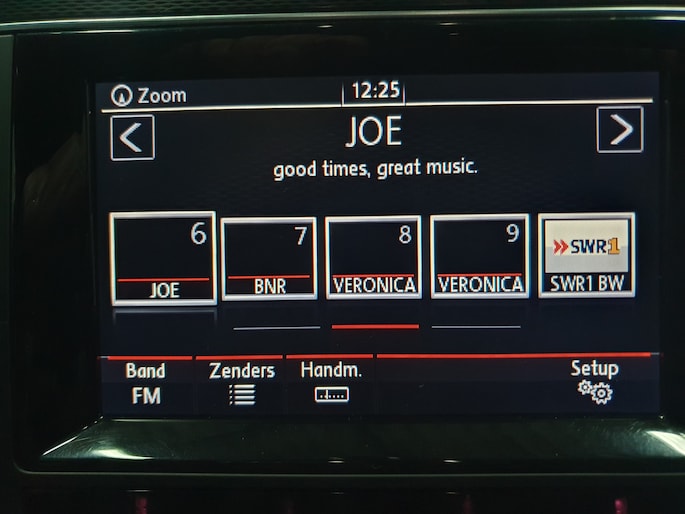 Zoom
12:25
JOE
good times, great music.
6
7
8
9
SWR1
JOE
BNR
VERONICA
VERONICA
SWR1 BW
Band
Zenders
Handm.
Setup
FM